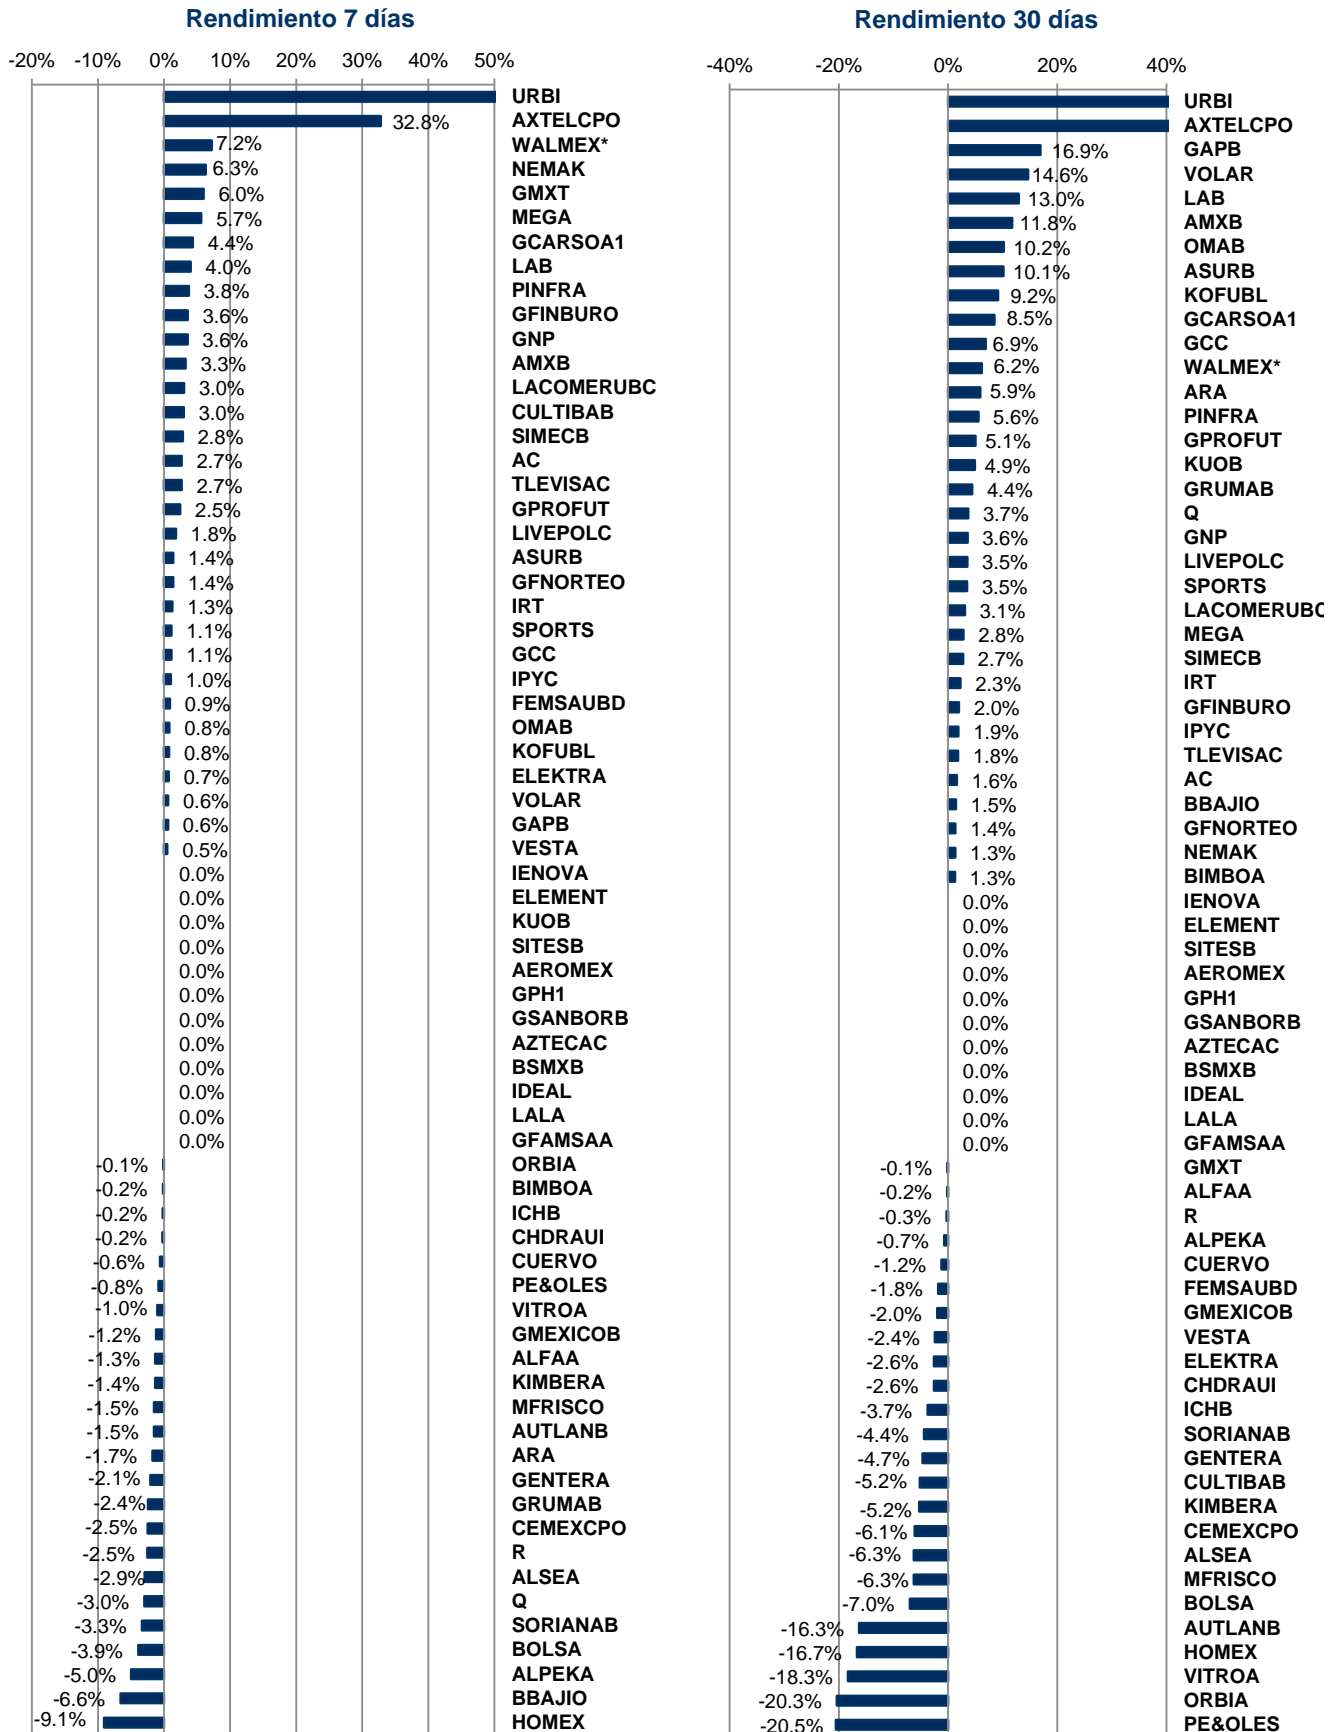 Rendimiento 7 días
-20% -10% 0% 10% 20% 30% 40% 50%
URBI
32.8% AXTELCPO
7.2% WALMEX*
6.3% NEMAK
6.0% GMXT
5.7% MEGA
4.4% GCARSOA1
4.0% LAB
3.8% PINFRA
3.6% GFINBURO
3.6% GNP
3.3% AMXB
3.0% LACOMERUBC
3.0% CULTIBAB
2.8% SIMECB
2.7% AC
2.7% TLEVISAC
2.5% GPROFUT
1.8% LIVEPOLC
1.4% ASURB
1.4% GFNORTEO
1.3% IRT
1.1% SPORTS
1.1% GCC
1.0% IPYC
0.9% FEMSAUBD
0.8% OMAB
0.8% KOFUBL
0.7% ELEKTRA
0.6% VOLAR
0.6% GAPB
0.5% VESTA
0.0% IENOVA
0.0% ELEMENT
0.0% KUOB
0.0% SITESB
0.0% AEROMEX
0.0% GPH1
0.0% GSANBORB
0.0% AZTECAC
0.0% BSMXB
0.0% IDEAL
0.0% LALA
0.0% GFAMSAA
-0.1% ORBIA
-0.2% BIMBOA
-0.2% ICHB
-0.2% CHDRAUI
-0.6% CUERVO
-0.8% PE&OLES
-1.0% VITROA
-1.2% GMEXICOB
-1.3% ALFAA
-1.4% KIMBERA
-1.5% MFRISCO
-1.5% AUTLANB
-1.7% ARA
-2.1% GENTERA
-2.4% GRUMAB
-2.5% CEMEXCPO
-2.5% R
-2.9% ALSEA
-3.0% Q
-3.3% SORIANAB
-3.9% BOLSA
-5.0% ALPEKA
-6.6% BBAJIO
-9.1% HOMEX
Rendimiento 30 días
-40% -20% 0% 20% 40%
URBI
AXTELCPO
16.9% GAPB
14.6% VOLAR
13.0% LAB
11.8% AMXB
10.2% OMAB
10.1% ASURB
9.2% KOFUBL
8.5% GCARSOA1
6.9% GCC
6.2% WALMEX*
5.9% ARA
5.6% PINFRA
5.1% GPROFUT
4.9% KUOB
4.4% GRUMAB
3.7% Q
3.6% GNP
3.5% LIVEPOLC
3.5% SPORTS
3.1% LACOMERUBC
2.8% MEGA
2.7% SIMECB
2.3% IRT
2.0% GFINBURO
1.9% IPYC
1.8% TLEVISAC
1.6% AC
1.5% BBAJIO
1.4% GFNORTEO
1.3% NEMAK
1.3% BIMBOA
0.0% IENOVA
0.0% ELEMENT
0.0% SITESB
0.0% AEROMEX
0.0% GPH1
0.0% GSANBORB
0.0% AZTECAC
0.0% BSMXB
0.0% IDEAL
0.0% LALA
0.0% GFAMSAA
-0.1% GMXT
-0.2% ALFAA
-0.3% R
-0.7% ALPEKA
-1.2% CUERVO
-1.8% FEMSAUBD
-2.0% GMEXICOB
-2.4% VESTA
-2.6% ELEKTRA
-2.6% CHDRAUI
-3.7% ICHB
-4.4% SORIANAB
-4.7% GENTERA
-5.2% CULTIBAB
-5.2% KIMBERA
-6.1% CEMEXCPO
-6.3% ALSEA
-6.3% MFRISCO
-7.0% BOLSA
-16.3% AUTLANB
-16.7% HOMEX
-18.3% VITROA
-20.3% ORBIA
-20.5% PE&OLES